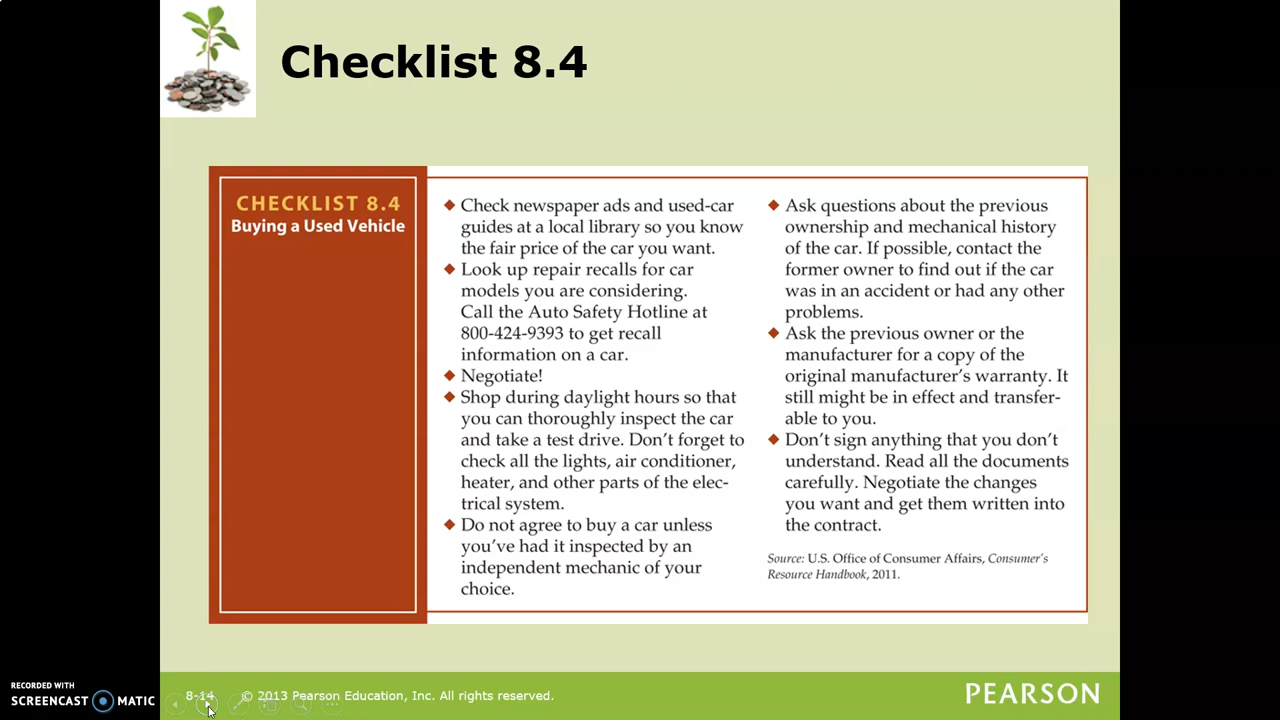 Checklist 8.4
CHECKLIST 8.4
Buying a Used Vehicle
◆ Check newspaper ads and used-car
guides at a local library so you know
the fair price of the car you want.
◆ Look up repair recalls for car
models you are considering.
Call the Auto Safety Hotline at
800-424-9393 to get recall
information on a car.
◆ Negotiate!
◆ Shop during daylight hours so that
you can thoroughly inspect the car
and take a test drive. Don't forget to
check all the lights, air conditioner,
heater, and other parts of the elec-
trical system.
◆ Do not agree to buy a car unless
you've had it inspected by an
independent mechanic of your
choice.
◆ Ask questions about the previous
ownership and mechanical history
of the car. If possible, contact the
former owner to find out if the car
was in an accident or had any other
problems.
◆ Ask the previous owner or the
manufacturer for a copy of the
original manufacturer's warranty. It
still might be in effect and transfer-
able to you.
◆ Don't sign anything that you don't
understand. Read all the documents
carefully. Negotiate the changes
you want and get them written into
the contract.
Source: U.S. Office of Consumer Affairs, Consumer's
Resource Handbook, 2011.
8-14 © 2013 Pearson Education, Inc. All rights reserved.
PEARSON
RECORDED WITH
SCREENCAST MATIC